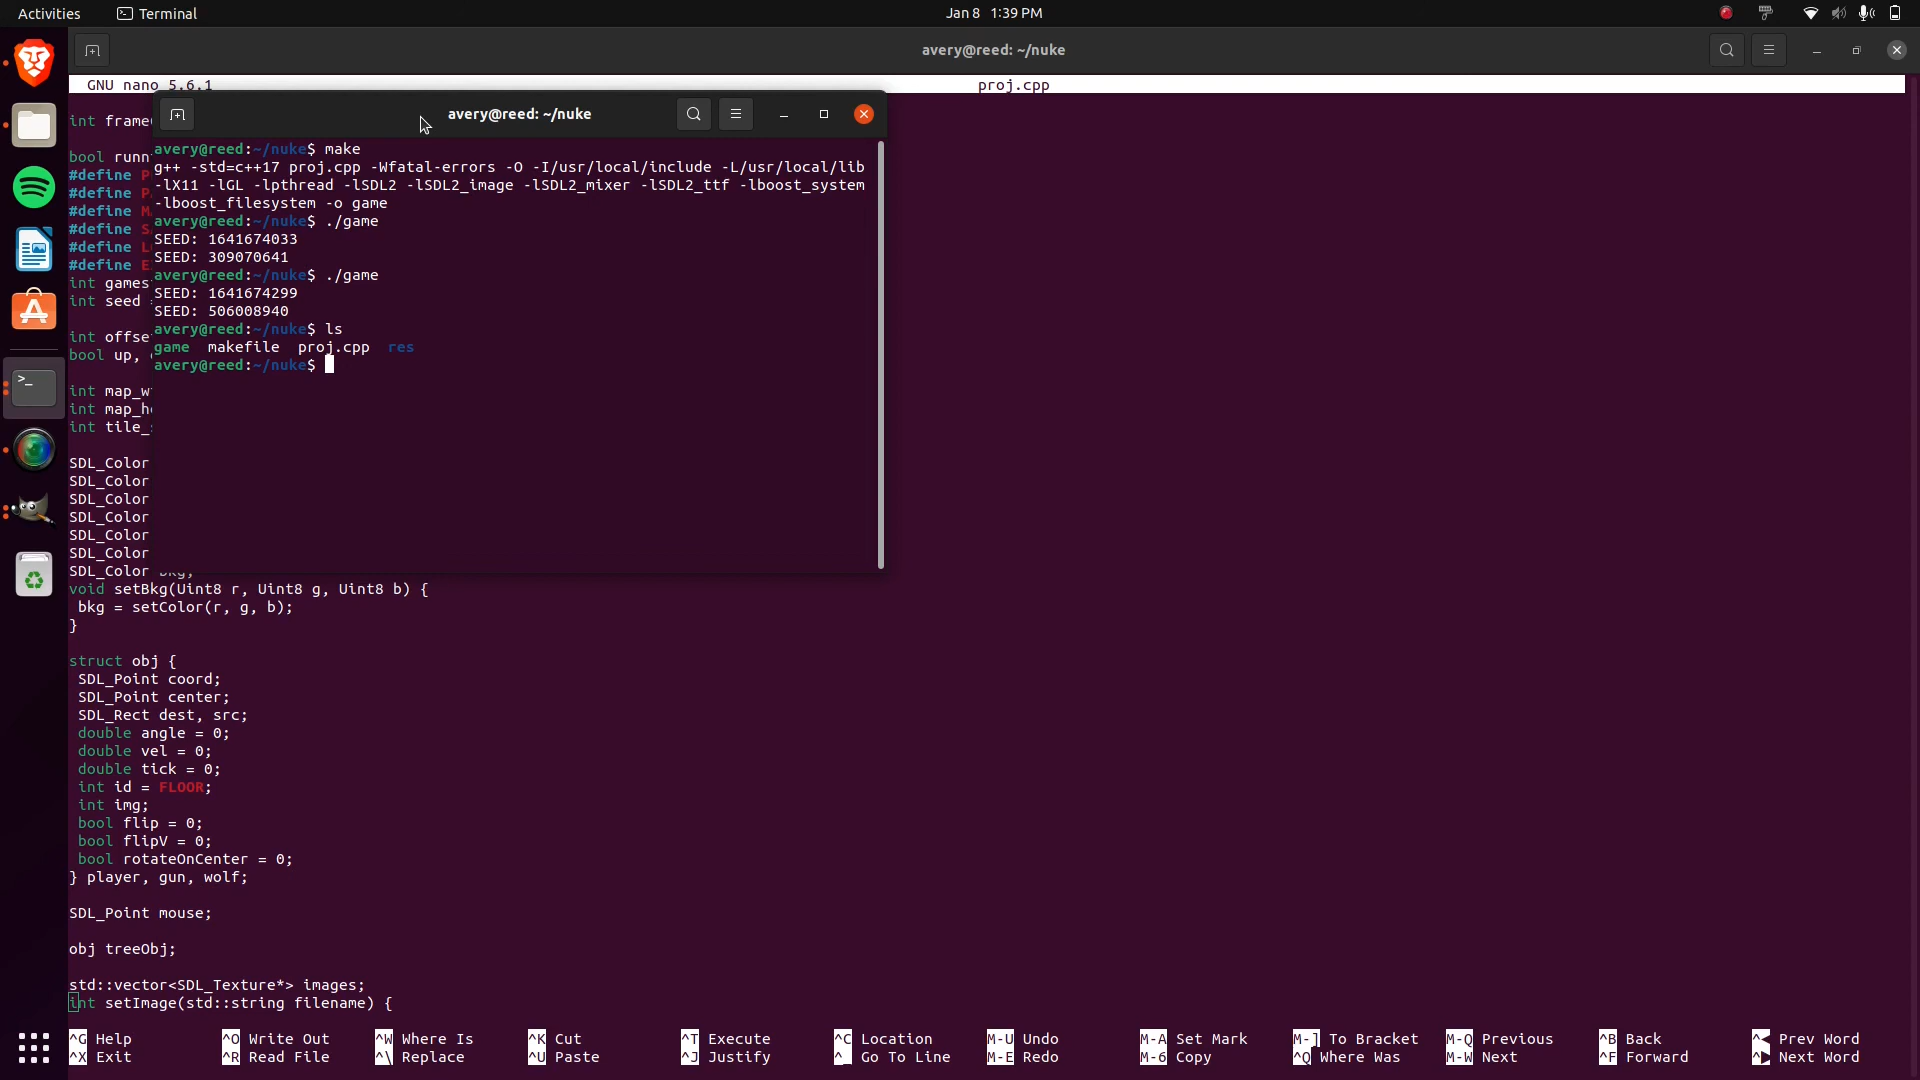 Activities Terminal Jan 8 1:39 PM
avery@reed: ~/nuke
GNU nano 5.6.1 proj.cpp
avery@reed: ~/nuke
avery@reed:~/nuke$ make
g++ -std=c++17 proj.cpp -Wfatal-errors -O -I/usr/local/include -L/usr/local/lib
-lX11 -lGL -lpthread -lSDL2 -lSDL2_image -lSDL2_mixer -lSDL2_ttf -lboost_system
-lboost_filesystem -o game
avery@reed:~/nuke$ ./game
SEED: 1641674033
SEED: 309070641
avery@reed:~/nuke$ ./game
SEED: 1641674299
SEED: 506008940
avery@reed:~/nuke$ ls
game makefile proj.cpp res
avery@reed:~/nuke$
int frame
bool runn
#define P
#define P
#define M
#define S
#define L
#define E
int games
int seed =
int offse
bool up,
int map_w
int map_h
int tile_s
SDL_Color
SDL_Color
SDL_Color
SDL_Color
SDL_Color
SDL_Color
SDL_Color bkg;
void setBkg(Uint8 r, Uint8 g, Uint8 b) {
bkg = setColor(r, g, b);
}
struct obj {
SDL_Point coord;
SDL_Point center;
SDL_Rect dest, src;
double angle = 0;
double vel = 0;
double tick = 0;
int id = FLOOR;
int img;
bool flip = 0;
bool flipV = 0;
bool rotateOnCenter = 0;
} player, gun, wolf;
SDL_Point mouse;
obj treeObj;
std::vector<SDL_Texture*> images;
int setImage(std::string filename) {
^G Help ^O Write Out ^W Where Is ^K Cut ^T Execute ^C Location M-U Undo M-A Set Mark M-] To Bracket M-Q Previous ^B Back ^◀ Prev Word
^X Exit ^R Read File ^\ Replace ^U Paste ^J Justify ^_ Go To Line M-E Redo M-6 Copy ^Q Where Was M-W Next ^F Forward ^▶ Next Word